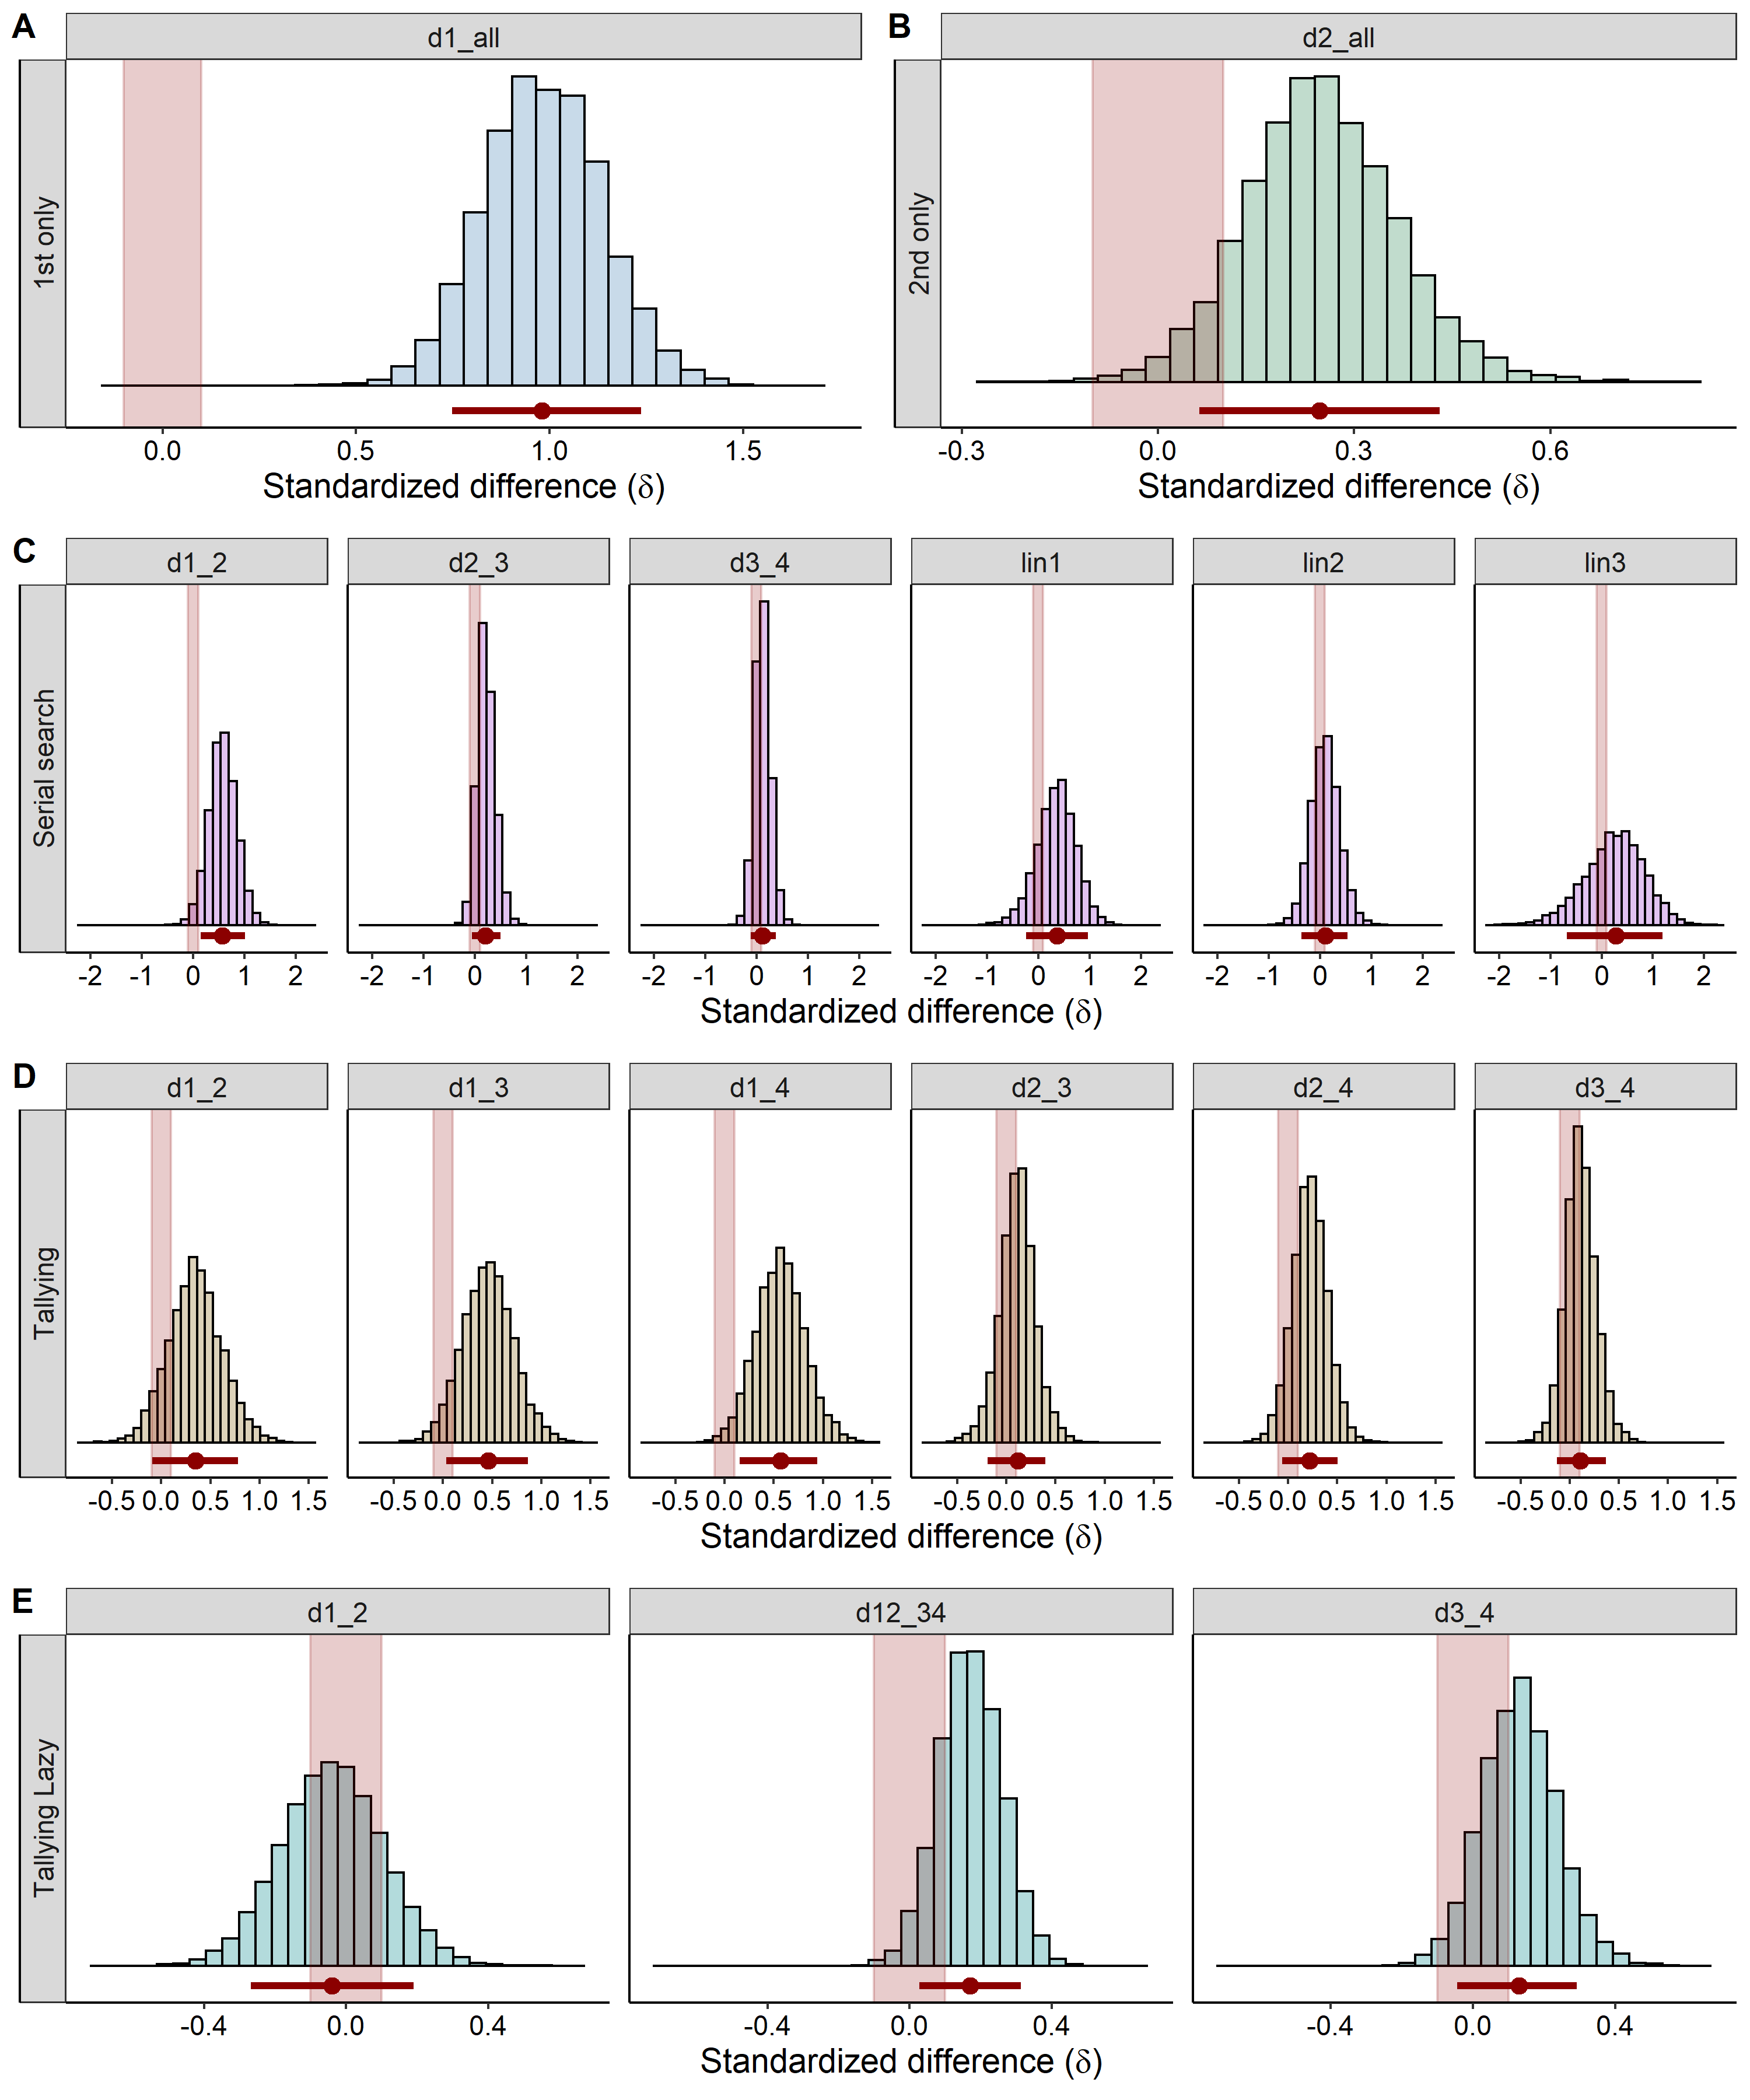 A
d1_all
1st only
0.0 0.5 1.0 1.5
Standardized difference (δ)
B
d2_all
2nd only
-0.3 0.0 0.3 0.6
Standardized difference (δ)
C
d1_2 d2_3 d3_4 lin1 lin2 lin3
Serial search
-2 -1 0 1 2 -2 -1 0 1 2 -2 -1 0 1 2 -2 -1 0 1 2 -2 -1 0 1 2 -2 -1 0 1 2
Standardized difference (δ)
D
d1_2 d1_3 d1_4 d2_3 d2_4 d3_4
Tallying
-0.5 0.0 0.5 1.0 1.5 -0.5 0.0 0.5 1.0 1.5 -0.5 0.0 0.5 1.0 1.5 -0.5 0.0 0.5 1.0 1.5 -0.5 0.0 0.5 1.0 1.5 -0.5 0.0 0.5 1.0 1.5
Standardized difference (δ)
E
d1_2 d12_34 d3_4
Tallying Lazy
-0.4 0.0 0.4 -0.4 0.0 0.4 -0.4 0.0 0.4
Standardized difference (δ)